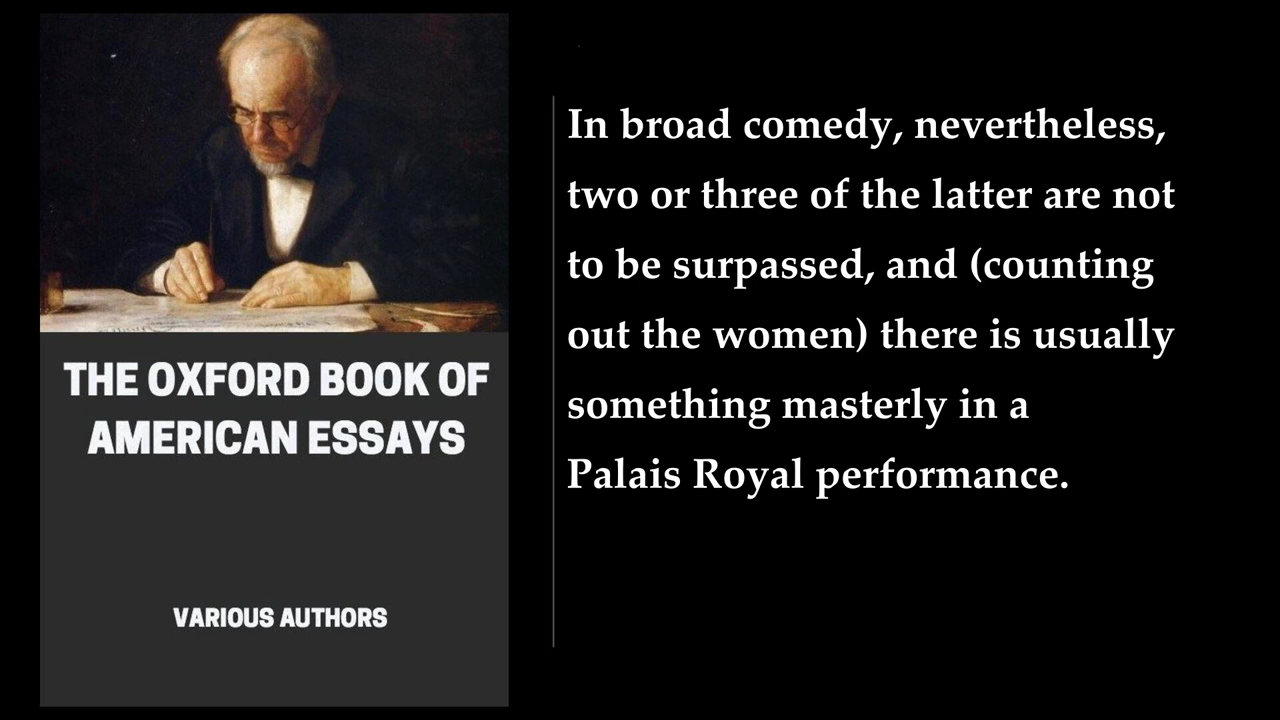 THE OXFORD BOOK OF
AMERICAN ESSAYS
VARIOUS AUTHORS
In broad comedy, nevertheless,
two or three of the latter are not
to be surpassed, and (counting
out the women) there is usually
something masterly in a
Palais Royal performance.